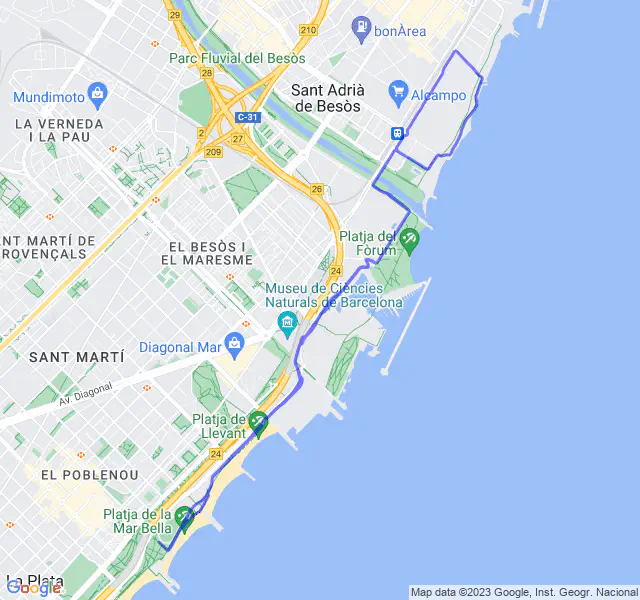 29
210
bonÀrea
Parc Fluvial del Besòs
28
Sant Adrià
de Besòs
Mundimoto
Alcampo
C-31
LA VERNEDA
I LA PAU
2
27
209
26
NT MARTÍ DE
ROVENÇALS
EL BESÒS I
EL MARESME
Platja del
Fòrum
24
Museu de Ciències
Naturals de Barcelona
SANT MARTÍ
Diagonal Mar
Av. Diagonal
Platja de
Llevant
24
EL POBLENOU
Platja de la
Mar Bella
La Plata
Google
Map data ©2023 Google, Inst. Geogr. Nacional